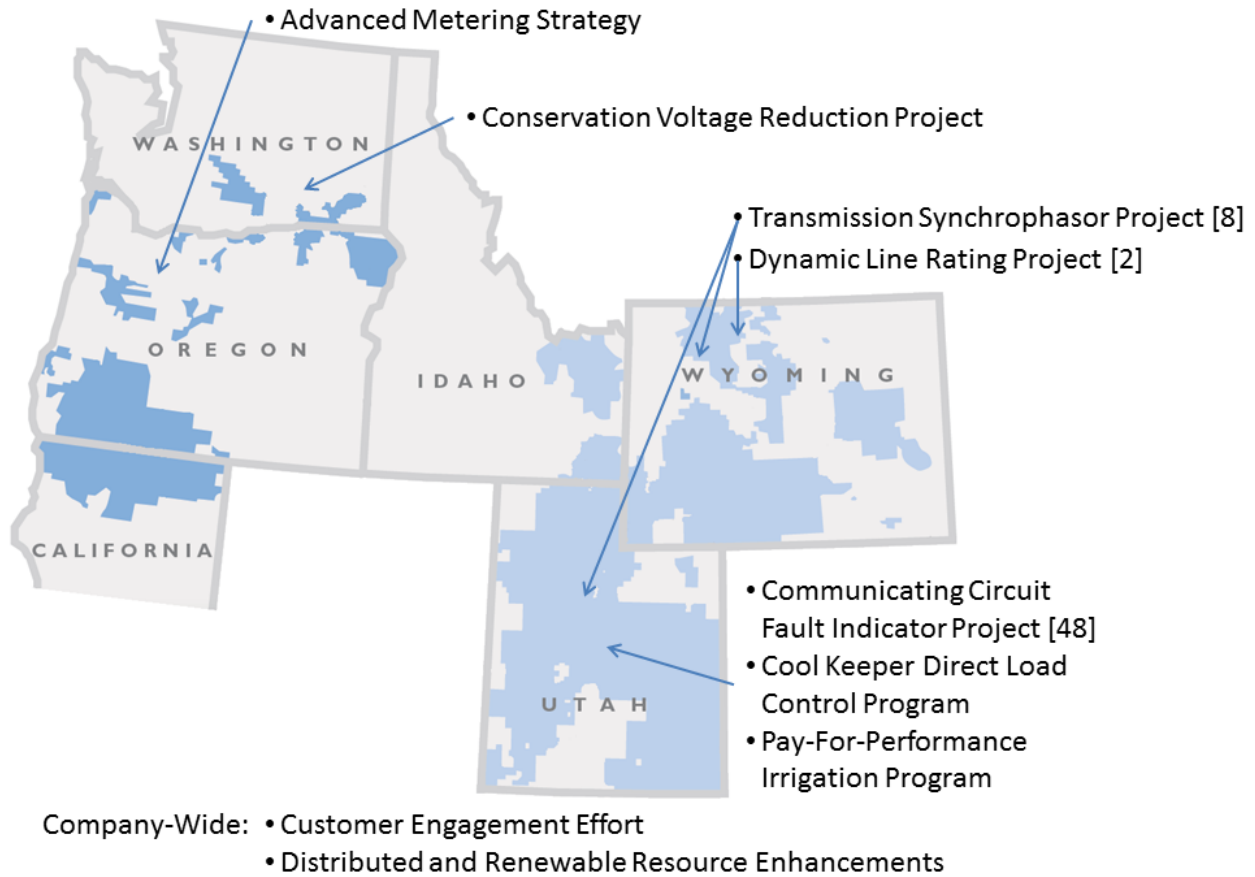 • Advanced Metering Strategy
• Conservation Voltage Reduction Project
WASHINGTON
• Transmission Synchrophasor Project [8]
• Dynamic Line Rating Project [2]
OREGON
IDAHO
WYOMING
CALIFORNIA
• Communicating Circuit
Fault Indicator Project [48]
• Cool Keeper Direct Load
Control Program
UTAH
• Pay-For-Performance
Irrigation Program
Company-Wide: • Customer Engagement Effort
• Distributed and Renewable Resource Enhancements